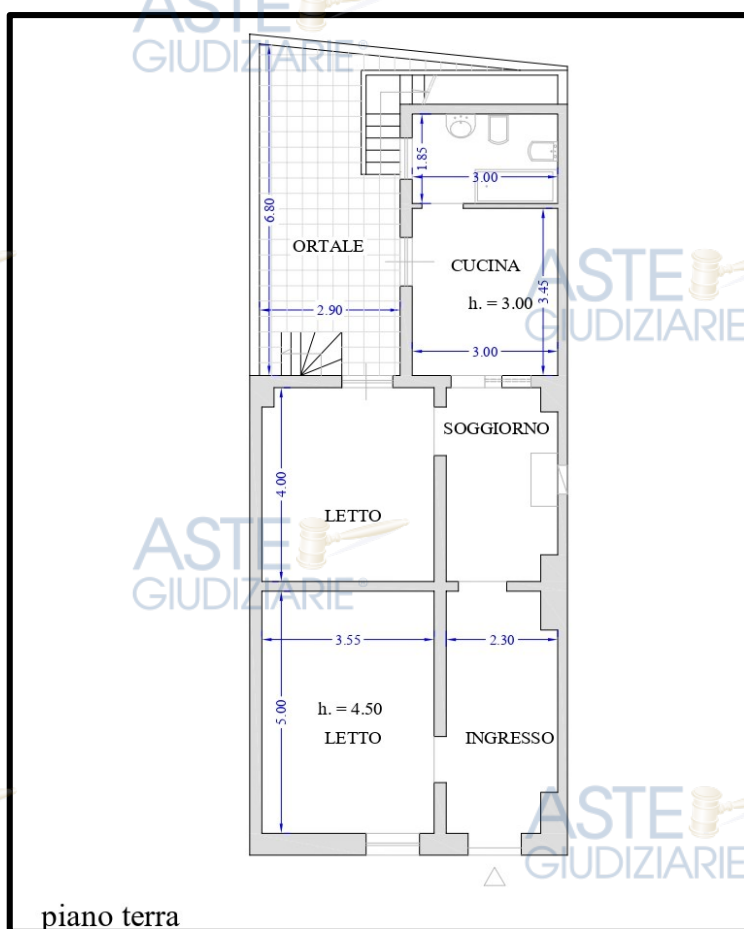 ASTE
GIUDIZIARIE®
1.85
3.00
6.80
ORTALE
CUCINA
ASTE
h. = 3.00
3.45
GIUDIZIARIE
2.90
3.00
SOGGIORNO
4.00
LETTO
ASTE
GIUDIZIARIE®
3.55
2.30
5.00
h. = 4.50
LETTO
INGRESSO
ASTE
GIUDIZIARIE
piano terra